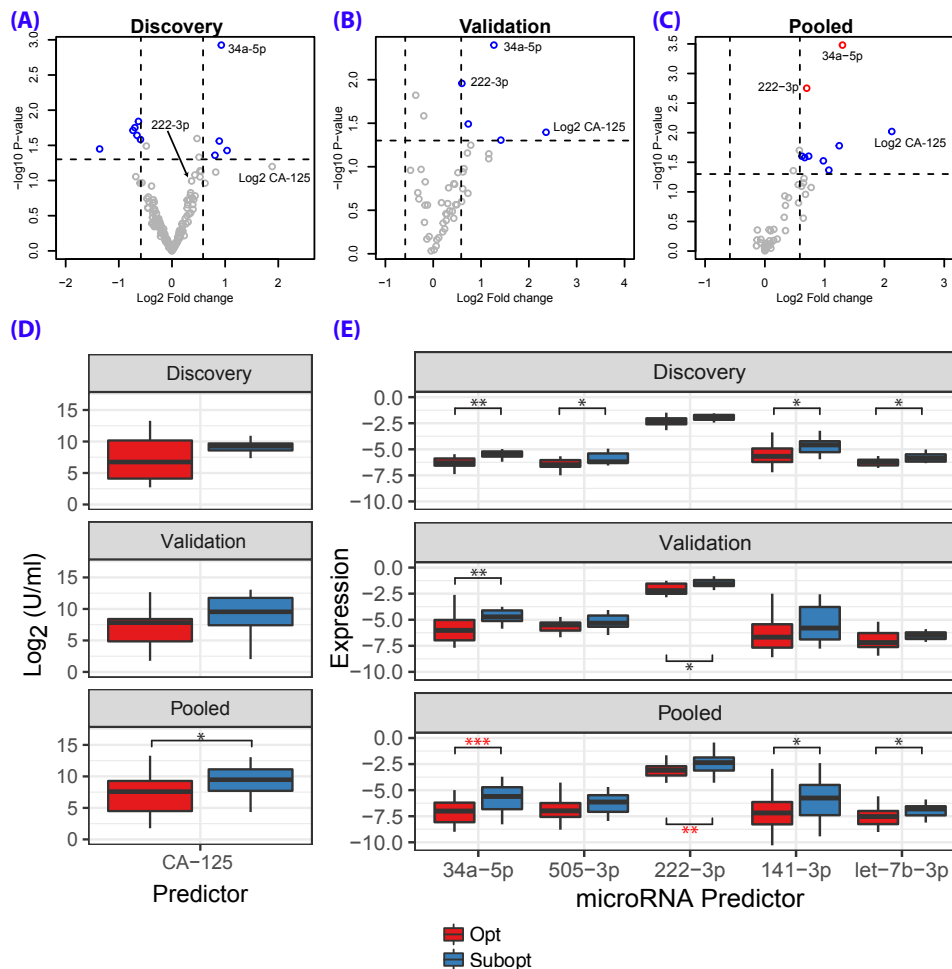 (A)
Discovery
34a−5p
222−3p
Log2 CA−125
−log10 P−value
0.0 0.5 1.0 1.5 2.0 2.5 3.0
−2 −1 0 1 2
Log2 Fold change
(B)
Validation
34a−5p
222−3p
Log2 CA−125
−log10 P−value
0.0 0.5 1.0 1.5 2.0
−1 0 1 2 3 4
Log2 Fold change
(C)
Pooled
34a−5p
222−3p
Log2 CA−125
−log10 P−value
0.0 0.5 1.0 1.5 2.0 2.5 3.0 3.5
−1 0 1 2 3
Log2 Fold change
(D)
Discovery
15
10
5
0
Validation
15
10
5
0
Pooled
*
15
10
5
0
Log2 (U/ml)
CA−125
Predictor
(E)
Discovery
** * * *
0.0
−2.5
−5.0
−7.5
−10.0
Validation
**
*
0.0
−2.5
−5.0
−7.5
−10.0
Pooled
*** * *
**
0.0
−2.5
−5.0
−7.5
−10.0
Expression
34a−5p 505−3p 222−3p 141−3p let−7b−3p
microRNA Predictor
Opt
Subopt